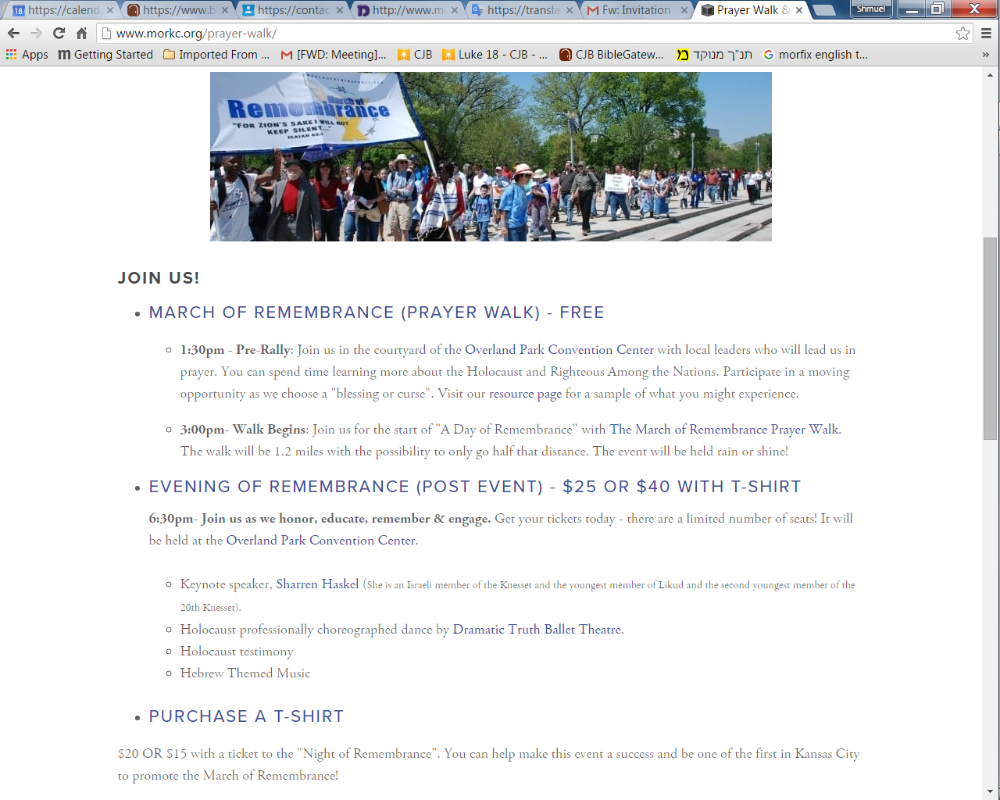 18 https://calend
https://www.b
https://contac
http://www.m
https://transla
Fw: Invitation
Prayer Walk &
Shmuel
www.morkc.org/prayer-walk/
Apps
Getting Started
Imported From ...
[FWD: Meeting]...
CJB
Luke 18 - CJB - ...
CJB BibleGatew...
תנ"ך מנוקד
morfix english t...
»
March of
Remembrance
"FOR ZION'S SAKE I WILL NOT
KEEP SILENT..."
ISAIAH 62:1
JOIN US!
• MARCH OF REMEMBRANCE (PRAYER WALK) - FREE
1:30pm - Pre-Rally: Join us in the courtyard of the Overland Park Convention Center with local leaders who will lead us in
prayer. You can spend time learning more about the Holocaust and Righteous Among the Nations. Participate in a moving
opportunity as we choose a "blessing or curse". Visit our resource page for a sample of what you might experience.
3:00pm- Walk Begins: Join us for the start of "A Day of Remembrance" with The March of Remembrance Prayer Walk.
The walk will be 1.2 miles with the possibility to only go half that distance. The event will be held rain or shine!
• EVENING OF REMEMBRANCE (POST EVENT) - $25 OR $40 WITH T-SHIRT
6:30pm- Join us as we honor, educate, remember & engage. Get your tickets today - there are a limited number of seats! It will
be held at the Overland Park Convention Center.
Keynote speaker, Sharren Haskel (She is an Israeli member of the Knesset and the youngest member of Likud and the second youngest member of the
20th Knesset).
Holocaust professionally choreographed dance by Dramatic Truth Ballet Theatre.
Holocaust testimony
Hebrew Themed Music
• PURCHASE A T-SHIRT
$20 OR $15 with a ticket to the "Night of Remembrance". You can help make this event a success and be one of the first in Kansas City
to promote the March of Remembrance!